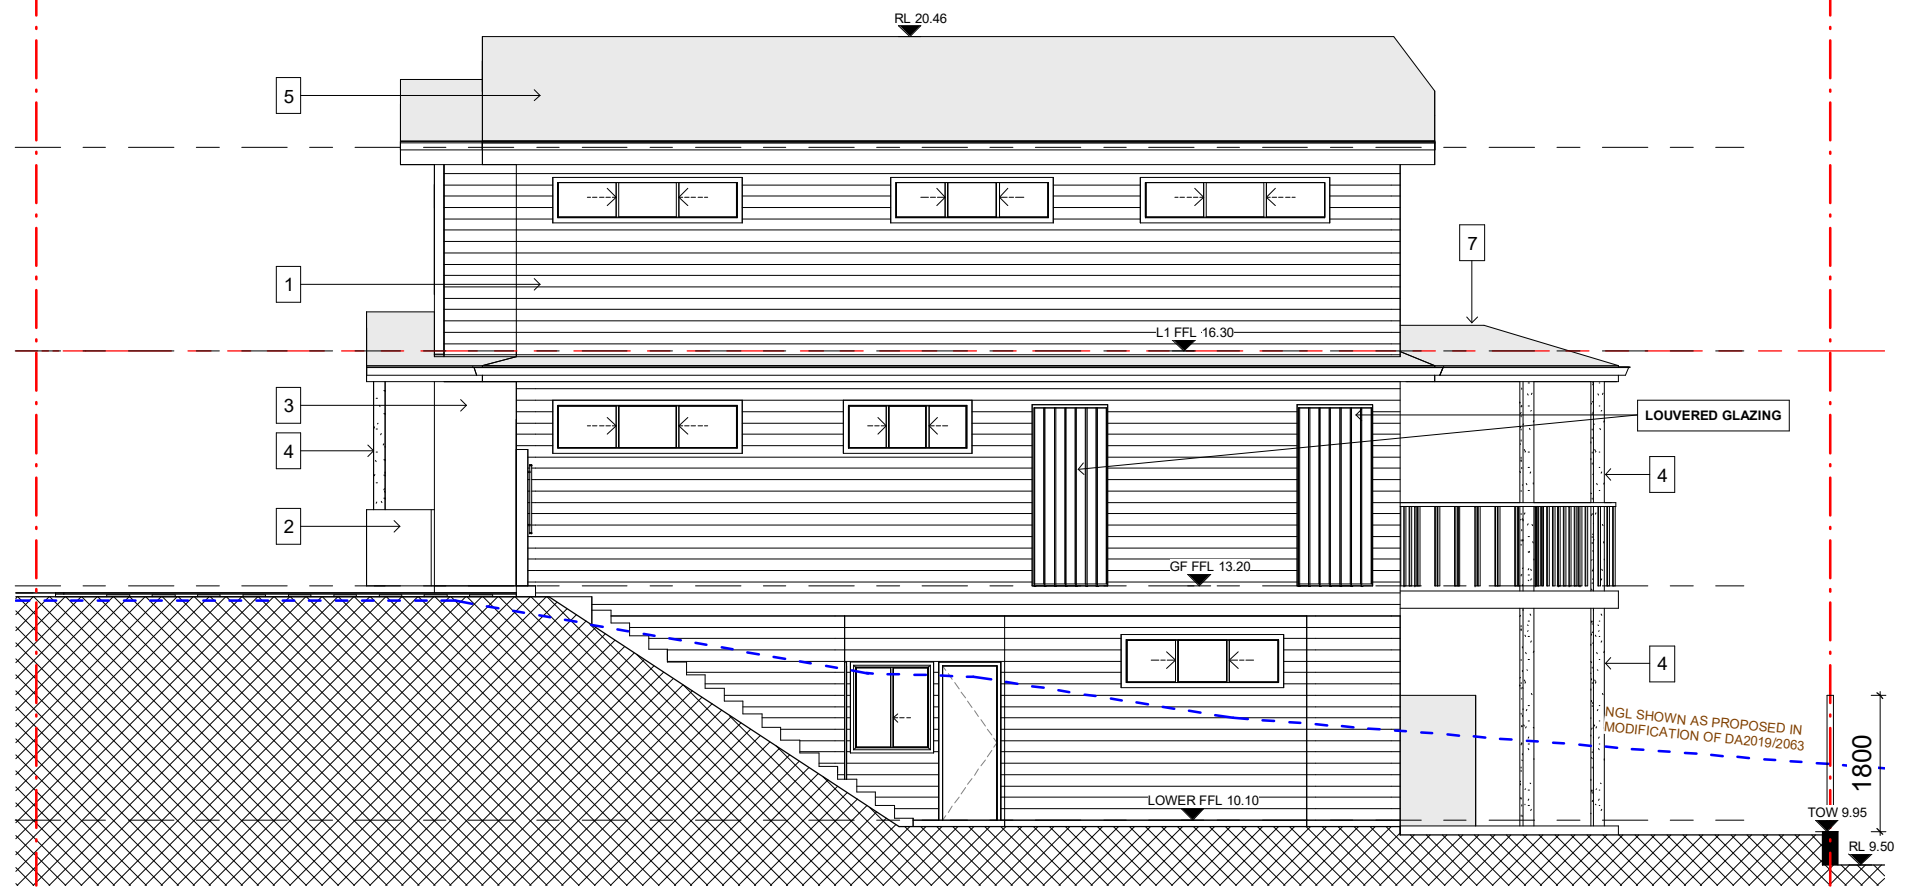 RL 20.46
5
1
7
L1 FFL 16.30
3
LOUVERED GLAZING
4
4
2
GF FFL 13.20
4
NGL SHOWN AS PROPOSED IN
MODIFICATION OF DA2019/2063
1800
LOWER FFL 10.10
TOW 9.95
RL 9.50